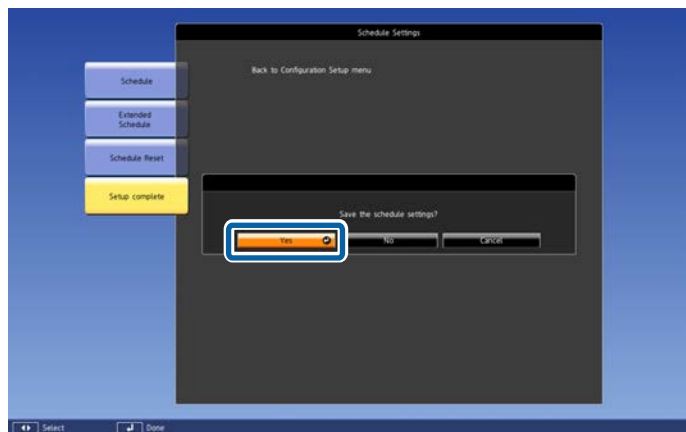 Schedule Settings
Schedule
Back to Configuration Setup menu
Extended
Schedule
Schedule Reset
Setup complete
Save the schedule settings?
Yes No Cancel
Select Done